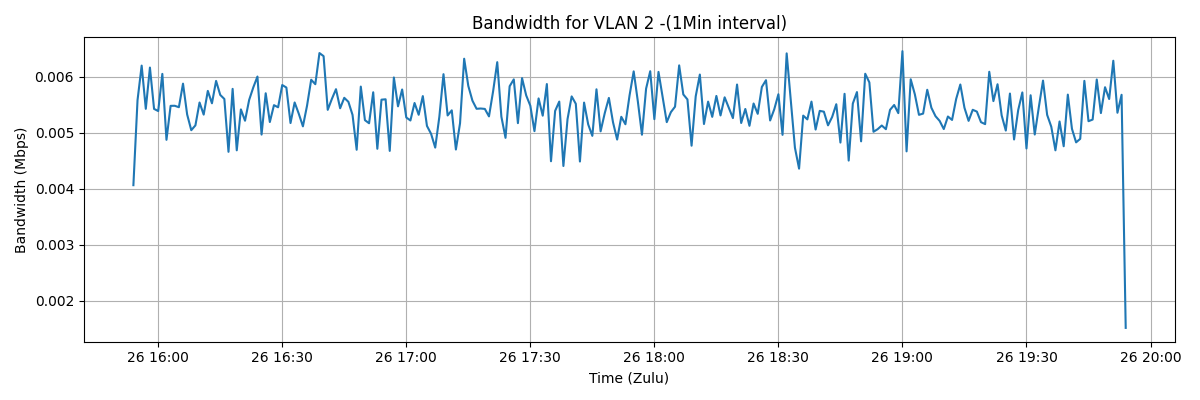 Bandwidth for VLAN 2 -(1Min interval)
Bandwidth (Mbps)
0.006
0.005
0.004
0.003
0.002
26 16:00 26 16:30 26 17:00 26 17:30 26 18:00 26 18:30 26 19:00 26 19:30 26 20:00
Time (Zulu)